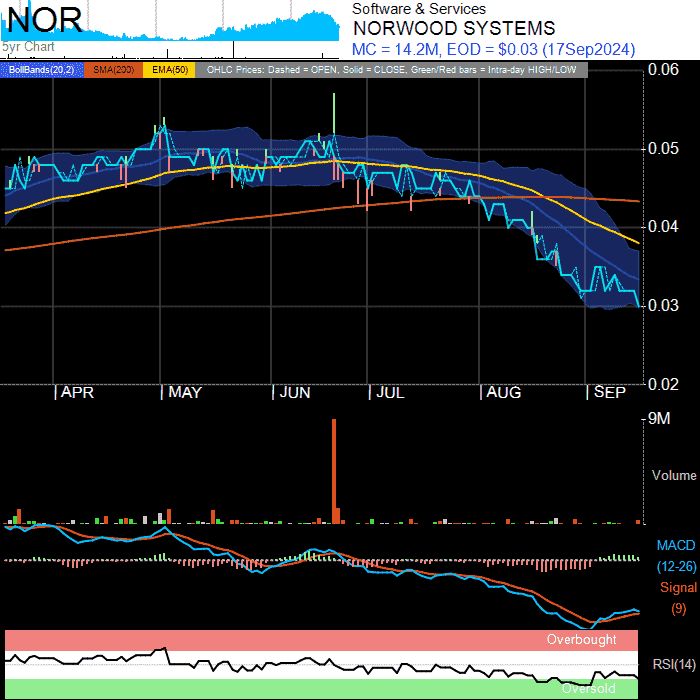 NOR
5yr Chart
Software & Services
NORWOOD SYSTEMS
MC = 14.2M, EOD = $0.03 (17Sep2024)
BollBands(20,2) SMA(200) EMA(50) OHLC Prices: Dashed = OPEN, Solid = CLOSE, Green/Red bars = Intra-day HIGH/LOW
0.06
0.05
0.04
0.03
0.02
APR MAY JUN JUL AUG SEP
9M
Volume
MACD
(12-26)
Signal
(9)
Overbought
RSI(14)
Oversold